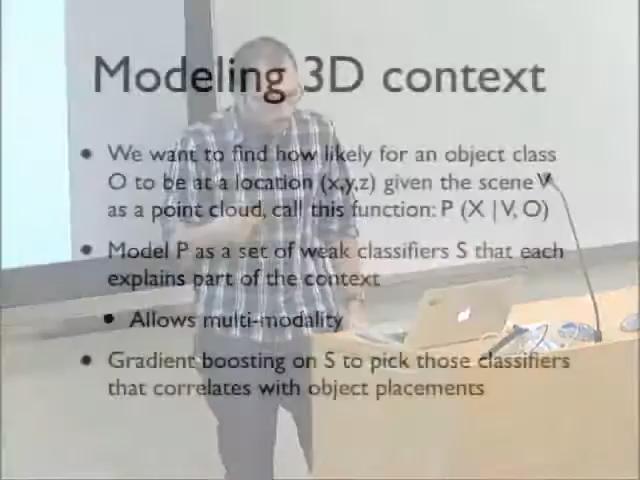 Modeling 3D context
• We want to find how likely for an object class
O to be at a location (x,y,z) given the scene V
as a point cloud, call this function: P (X | V, O)
• Model P as a set of weak classifiers S that each
explains part of the context
• Allows multi-modality
• Gradient boosting on S to pick those classifiers
that correlates with object placements